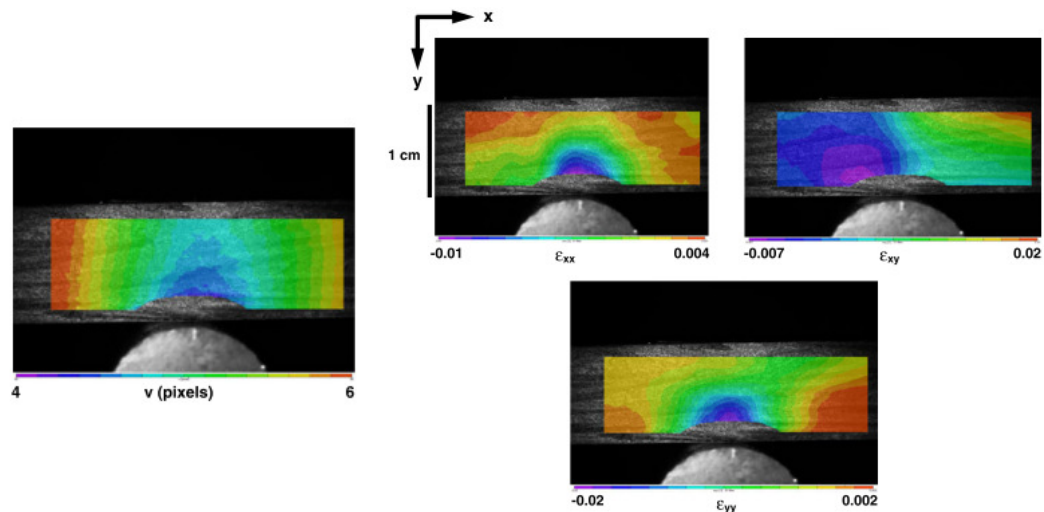 x
y
1 cm
-0.01
εxx
0.004
-0.007
εxy
0.02
4
v (pixels)
6
-0.02
εyy
0.002